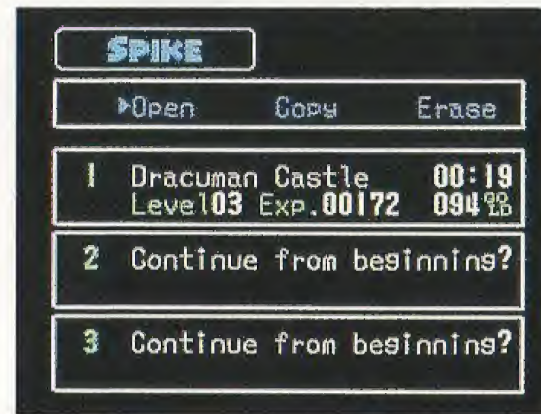 SPIKE
▶Open Copy Erase
1 Dracuman Castle 00:19
Level03 Exp.00172 094
2 Continue from beginning?
3 Continue from beginning?